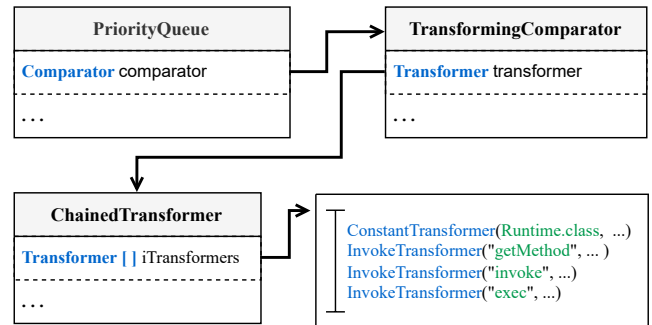 PriorityQueue
Comparator comparator
...
TransformingComparator
Transformer transformer
...
ChainedTransformer
Transformer [ ] iTransformers
...
ConstantTransformer(Runtime.class, ...)
InvokeTransformer("getMethod", ... )
InvokeTransformer("invoke", ...)
InvokeTransformer("exec", ...)